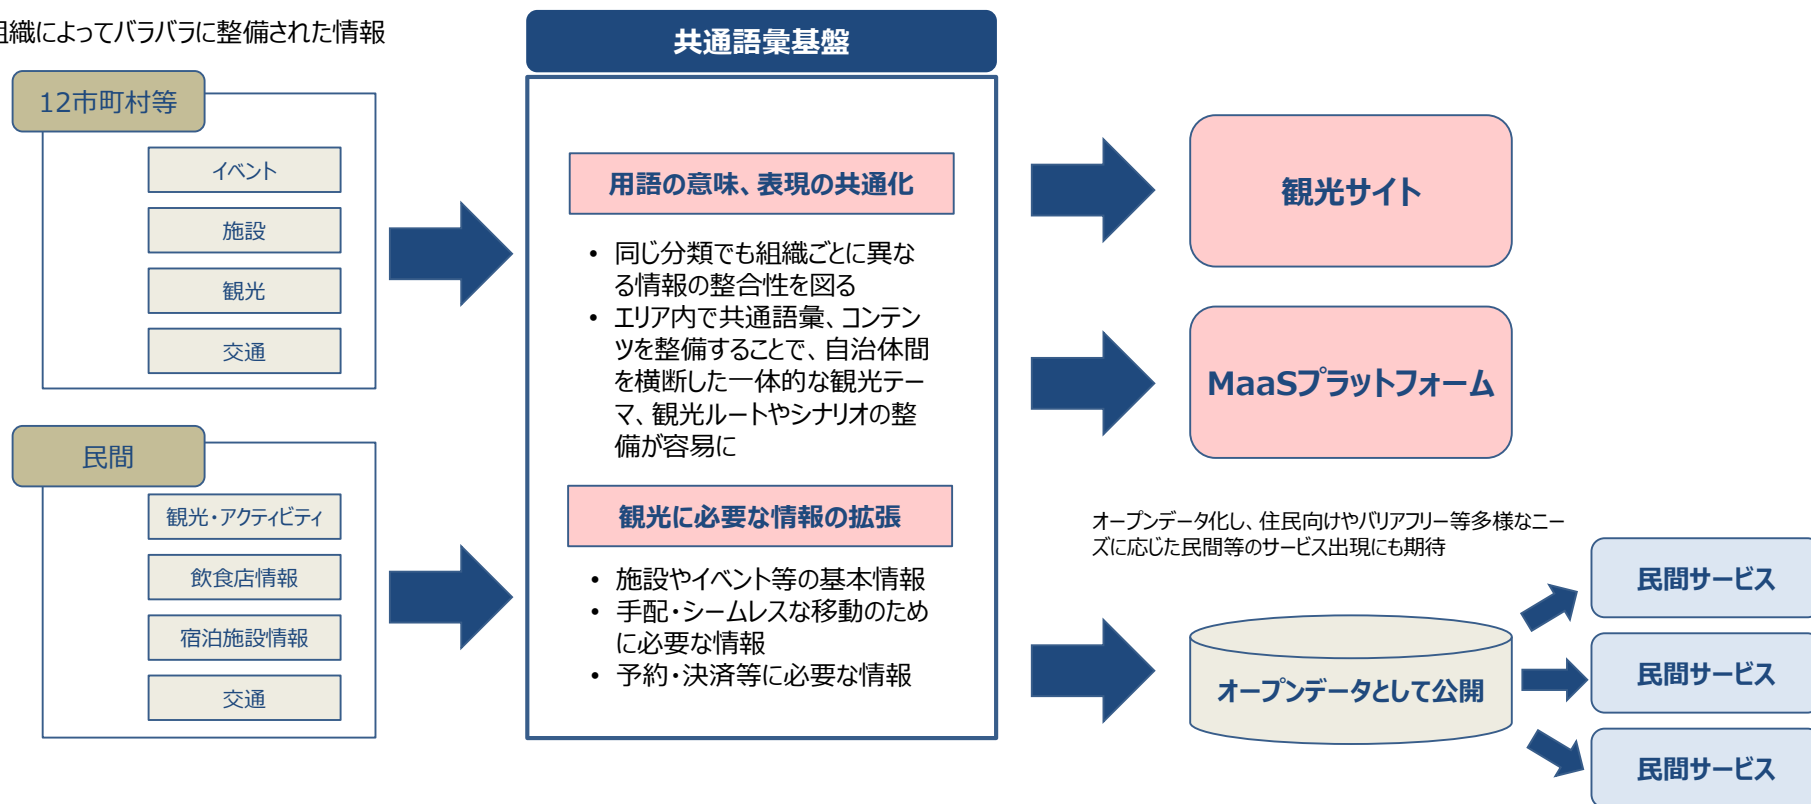 組織によってバラバラに整備された情報
12市町村等
イベント
施設
観光
交通
民間
観光・アクティビティ
飲食店情報
宿泊施設情報
交通
共通語彙基盤
用語の意味、表現の共通化
• 同じ分類でも組織ごとに異な
る情報の整合性を図る
• エリア内で共通語彙、コンテン
ツを整備することで、自治体間
を横断した一体的な観光テー
マ、観光ルートやシナリオの整
備が容易に
観光に必要な情報の拡張
• 施設やイベント等の基本情報
• 手配・シームレスな移動のため
に必要な情報
• 予約・決済等に必要な情報
観光サイト
MaaSプラットフォーム
オープンデータ化し、住民向けやバリアフリー等多様なニー
ズに応じた民間等のサービス出現にも期待
オープンデータとして公開
民間サービス
民間サービス
民間サービス